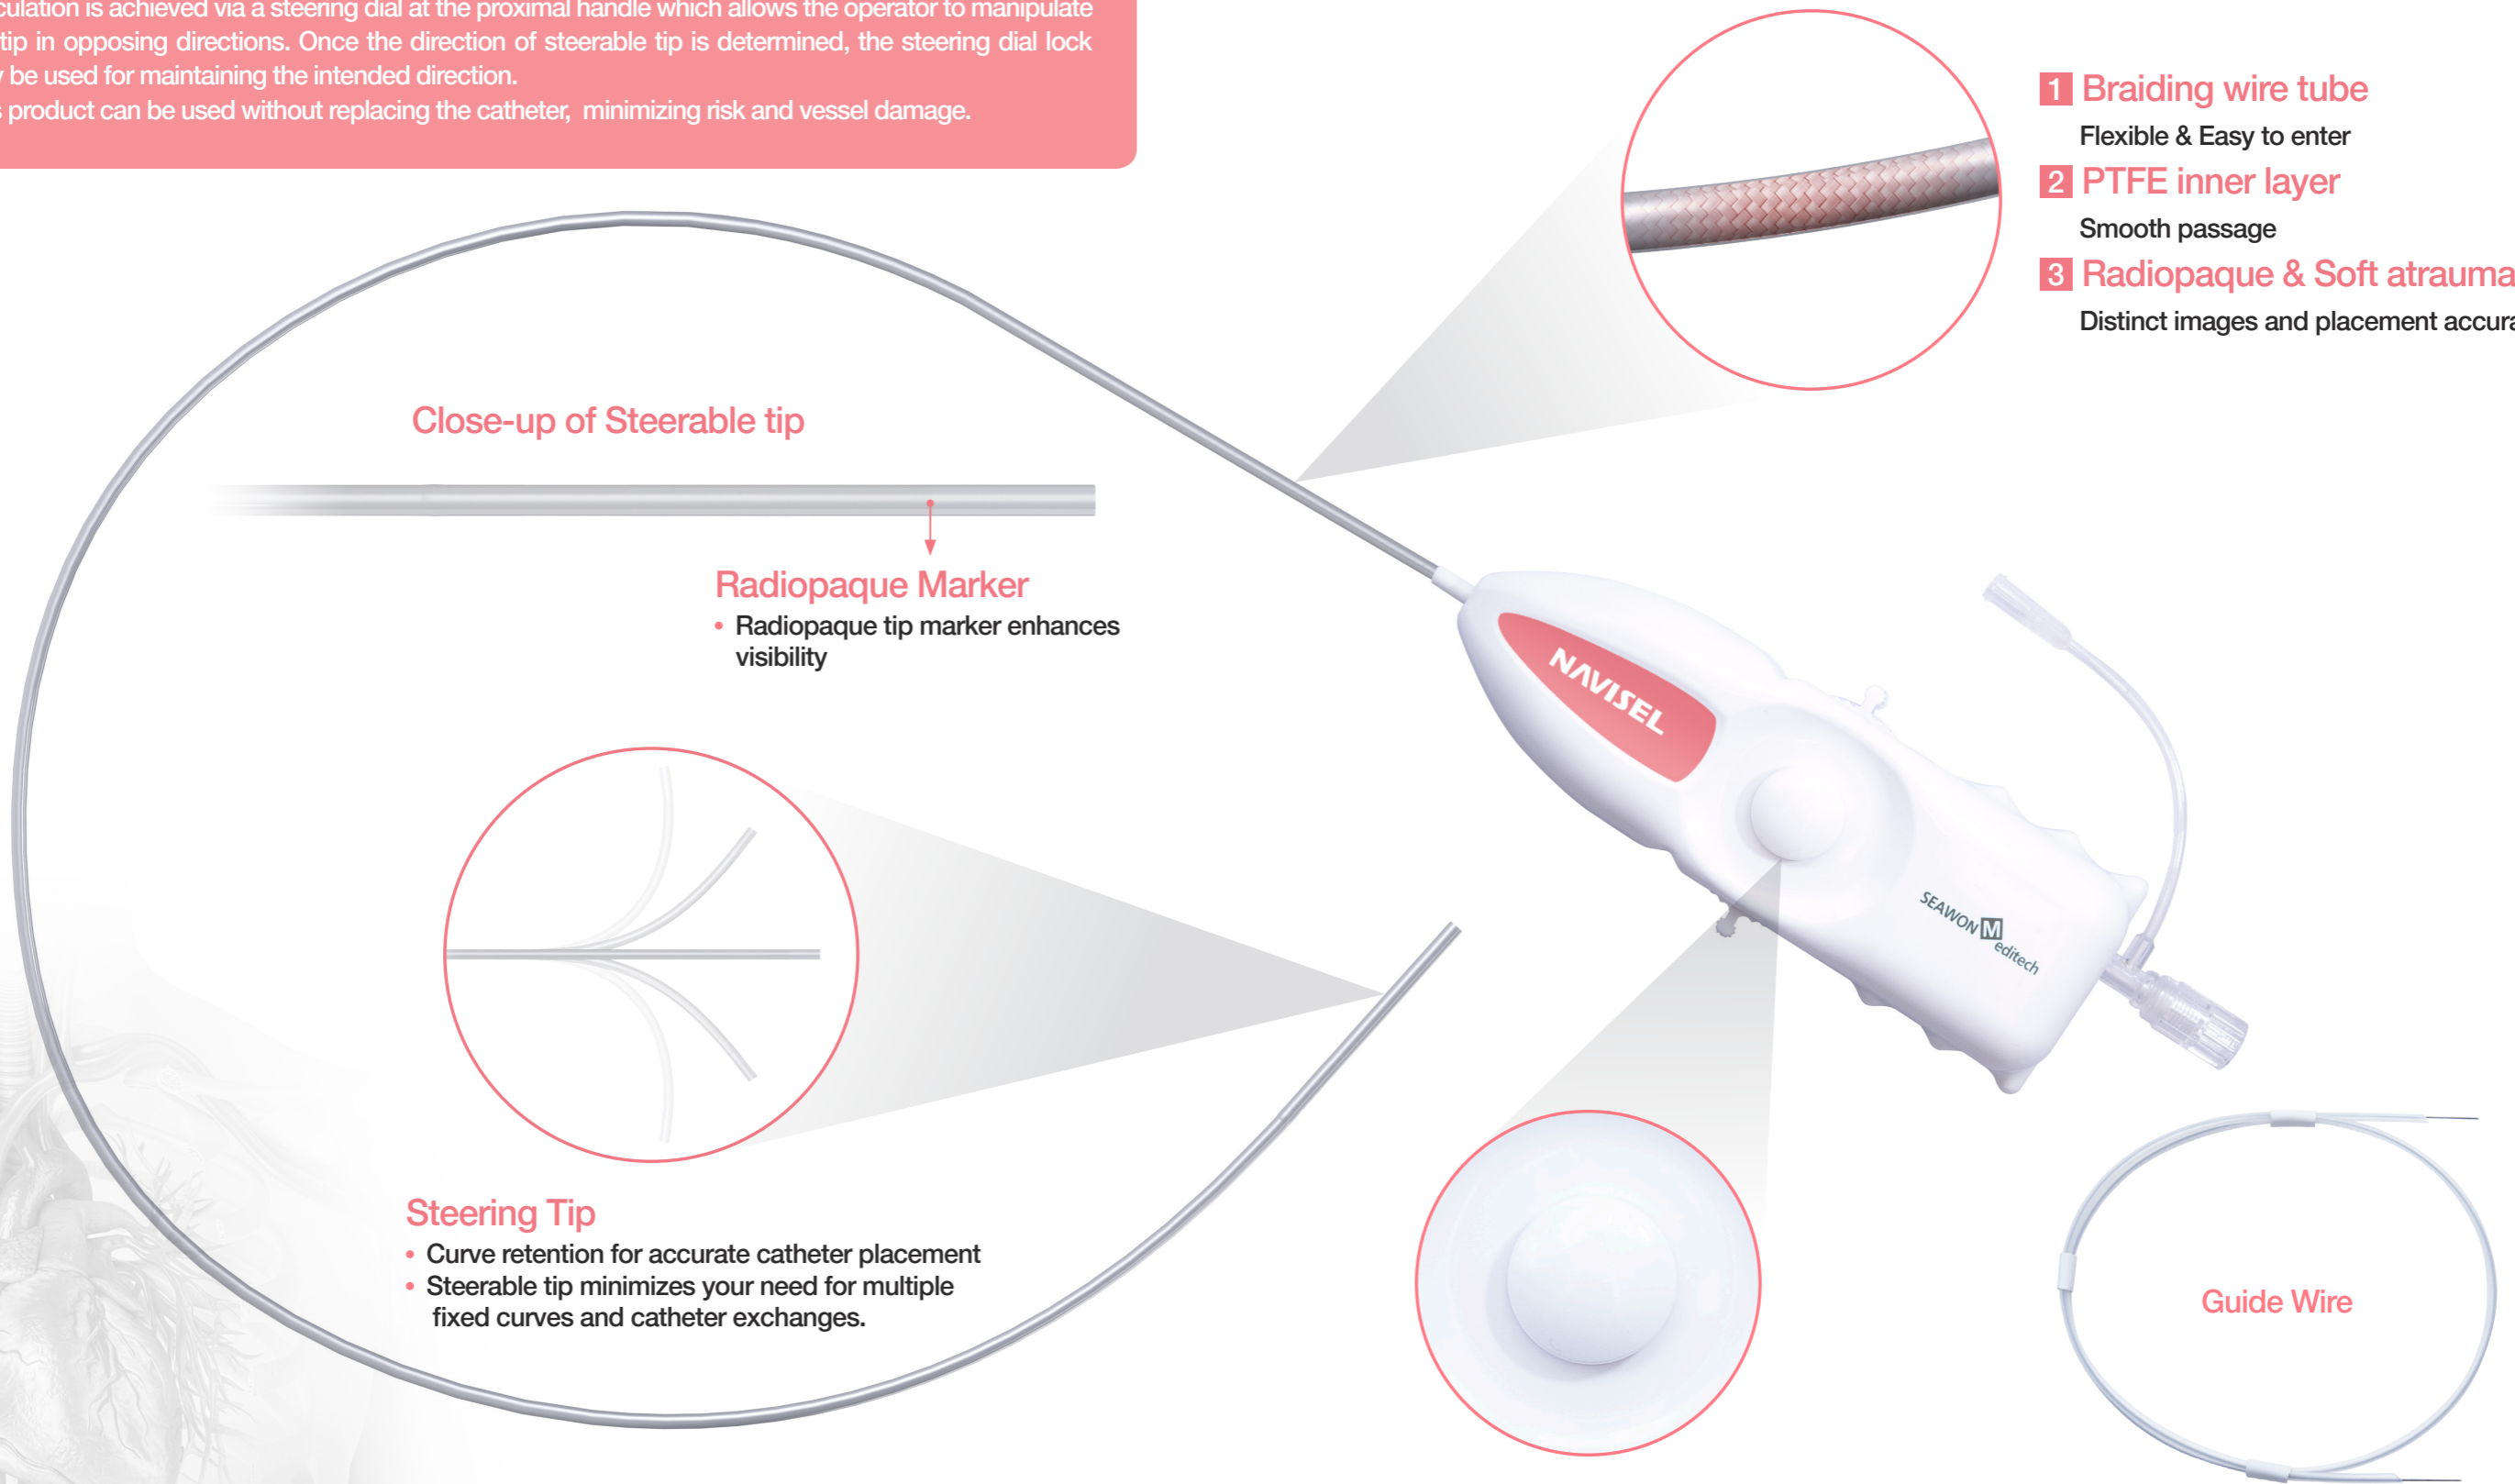 culation is achieved via a steering dial at the proximal handle which allows the operator to manipulate
tip in opposing directions. Once the direction of steerable tip is determined, the steering dial lock
be used for maintaining the intended direction.
product can be used without replacing the catheter, minimizing risk and vessel damage.
1 Braiding wire tube
Flexible & Easy to enter
2 PTFE inner layer
Smooth passage
3 Radiopaque & Soft atrauma
Distinct images and placement accura
Close-up of Steerable tip
Radiopaque Marker
• Radiopaque tip marker enhances
visibility
NAVISEL
SEAWON Meditech
Steering Tip
• Curve retention for accurate catheter placement
• Steerable tip minimizes your need for multiple
fixed curves and catheter exchanges.
Guide Wire